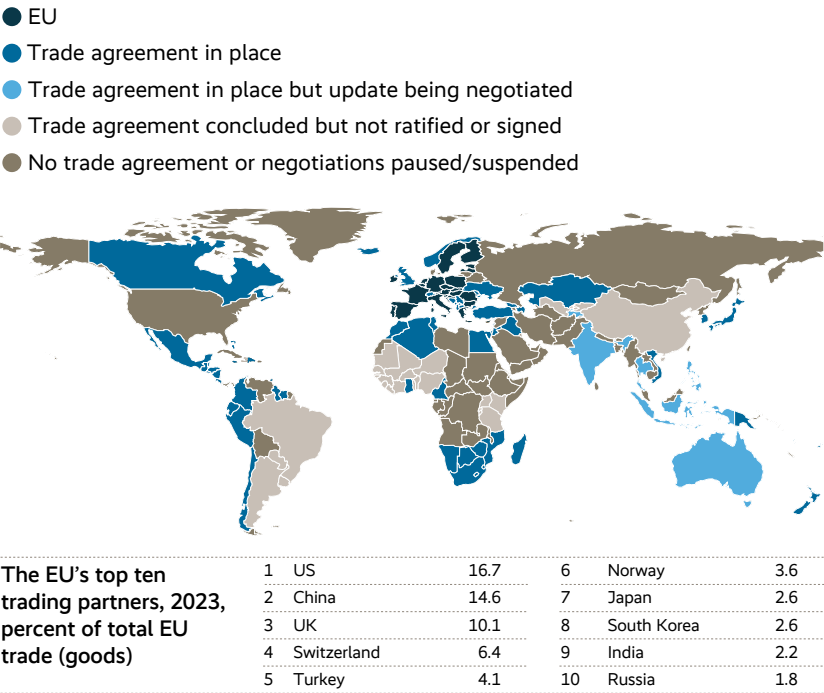 EU
Trade agreement in place
Trade agreement in place but update being negotiated
Trade agreement concluded but not ratified or signed
No trade agreement or negotiations paused/suspended
The EU’s top ten
trading partners, 2023,
percent of total EU
trade (goods)
1 US 16.7
2 China 14.6
3 UK 10.1
4 Switzerland 6.4
5 Turkey 4.1
6 Norway 3.6
7 Japan 2.6
8 South Korea 2.6
9 India 2.2
10 Russia 1.8